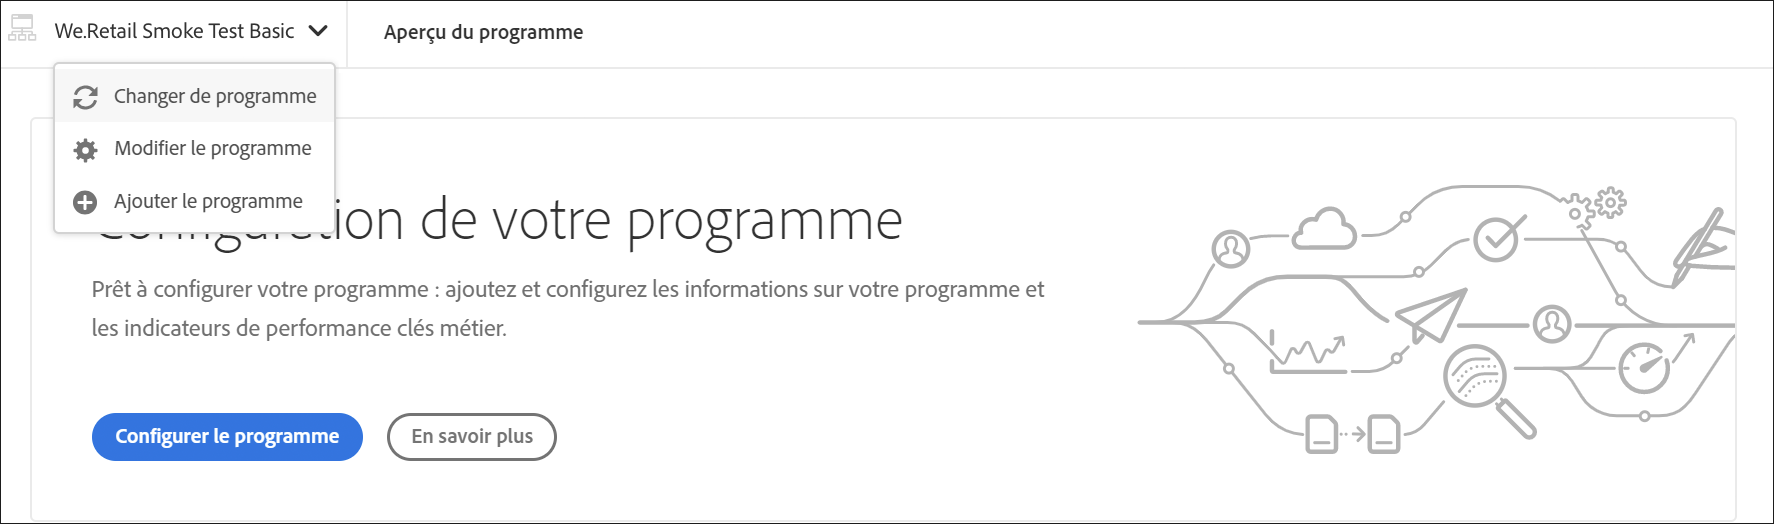 We.Retail Smoke Test Basic
Aperçu du programme
Changer de programme
Modifier le programme
Ajouter le programme
de votre programme
Prêt à configurer votre programme : ajoutez et configurez les informations sur votre programme et
les indicateurs de performance clés métier.
Configurer le programme
En savoir plus